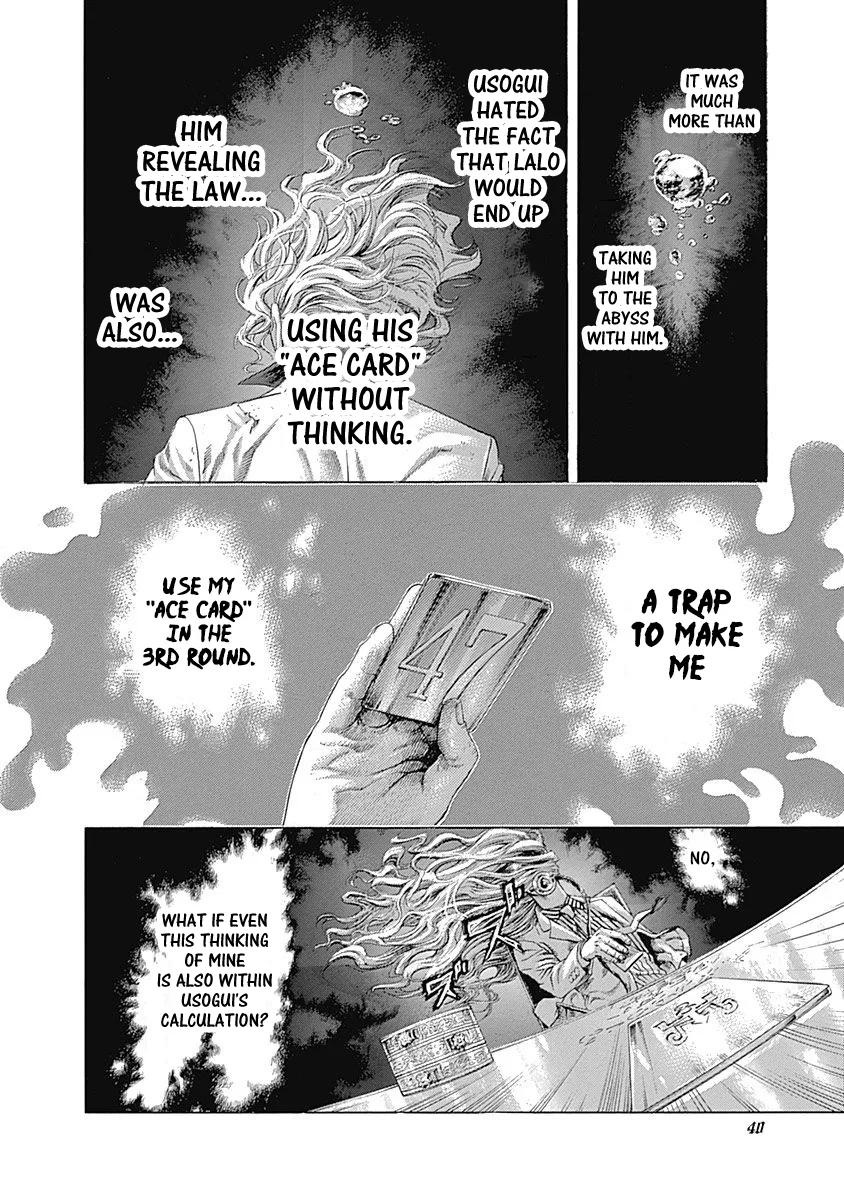 IT WAS
MUCH
MORE THAN
TAKING
HIM
TO THE
ABYSS
WITH HIM.
USOGUI
HATED
THE FACT
THAT LALO
WOULD
END UP
USING HIS
"ACE CARD"
WITHOUT
THINKING.
HIM
REVEALING
THE LAW...
WAS
ALSO...
A TRAP
TO MAKE
ME
47
USE MY
"ACE CARD"
IN THE
3RD ROUND.
NO,
WHAT IF EVEN
THIS THINKING
OF MINE
IS ALSO WITHIN
USOGUI'S
CALCULATION?